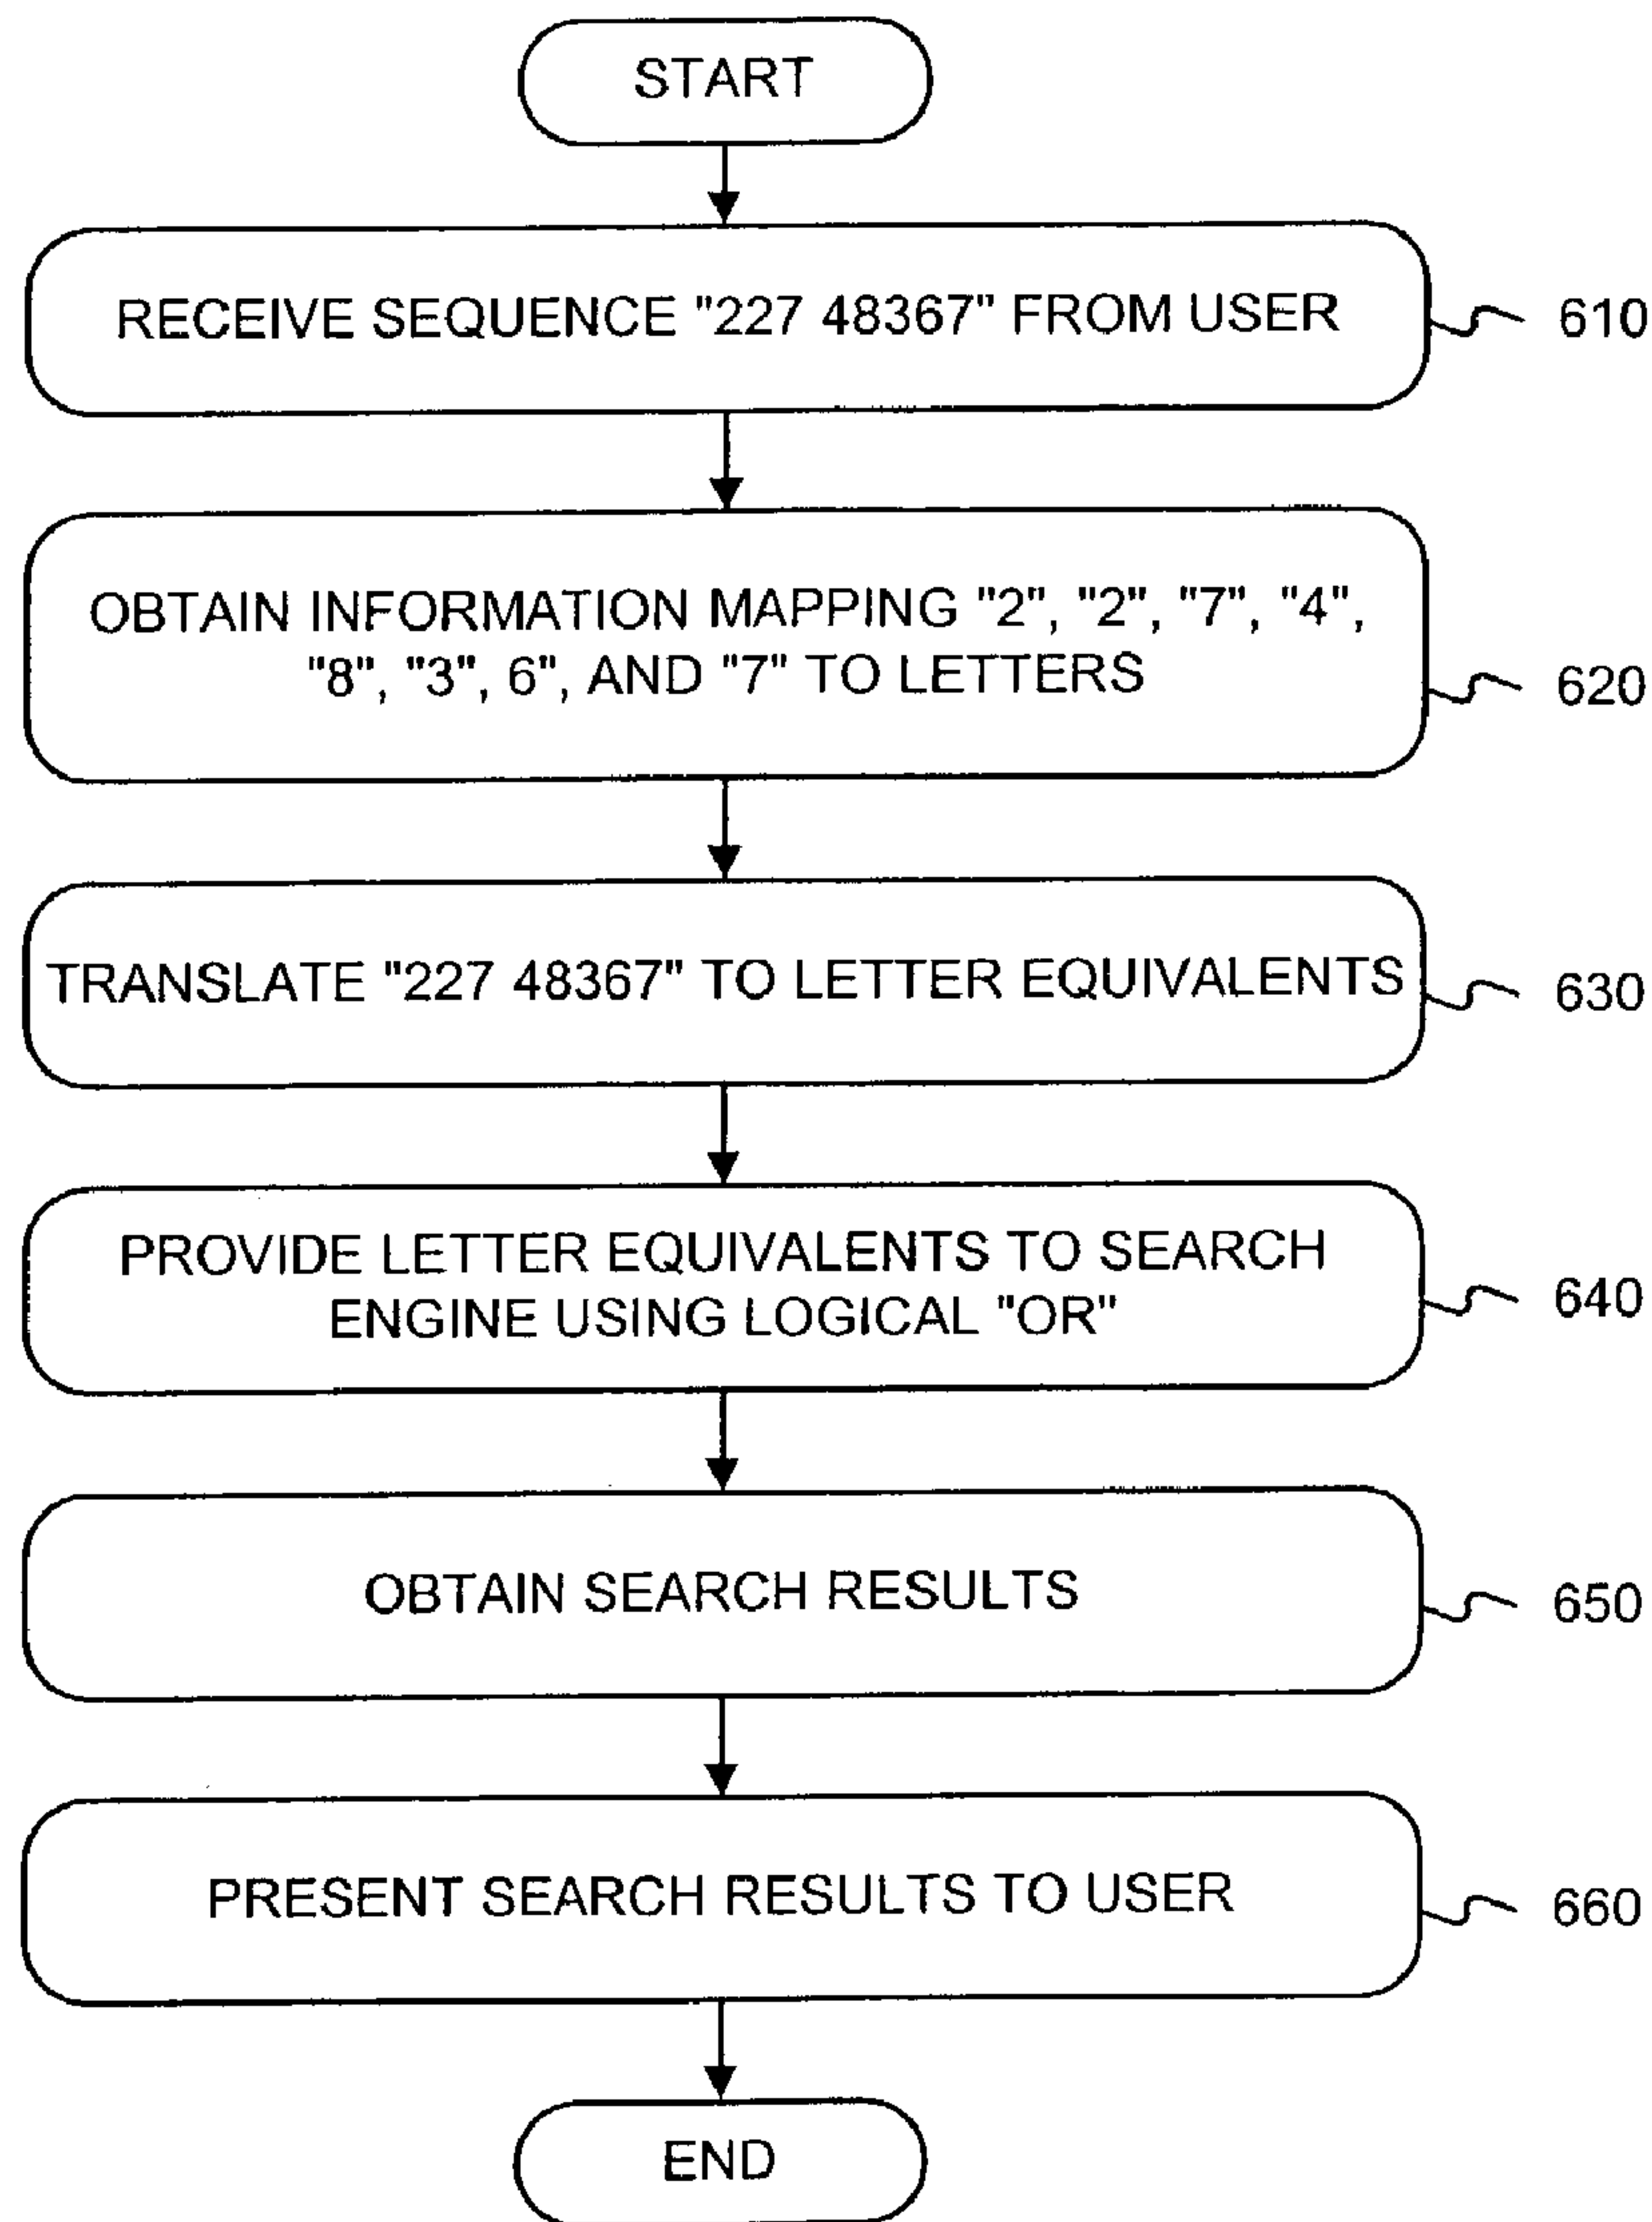 START
RECEIVE SEQUENCE "227 48367" FROM USER
610
OBTAIN INFORMATION MAPPING "2", "2", "7", "4",
"8", "3", 6", AND "7" TO LETTERS
620
TRANSLATE "227 48367" TO LETTER EQUIVALENTS
630
PROVIDE LETTER EQUIVALENTS TO SEARCH
ENGINE USING LOGICAL "OR"
640
OBTAIN SEARCH RESULTS
650
PRESENT SEARCH RESULTS TO USER
660
END